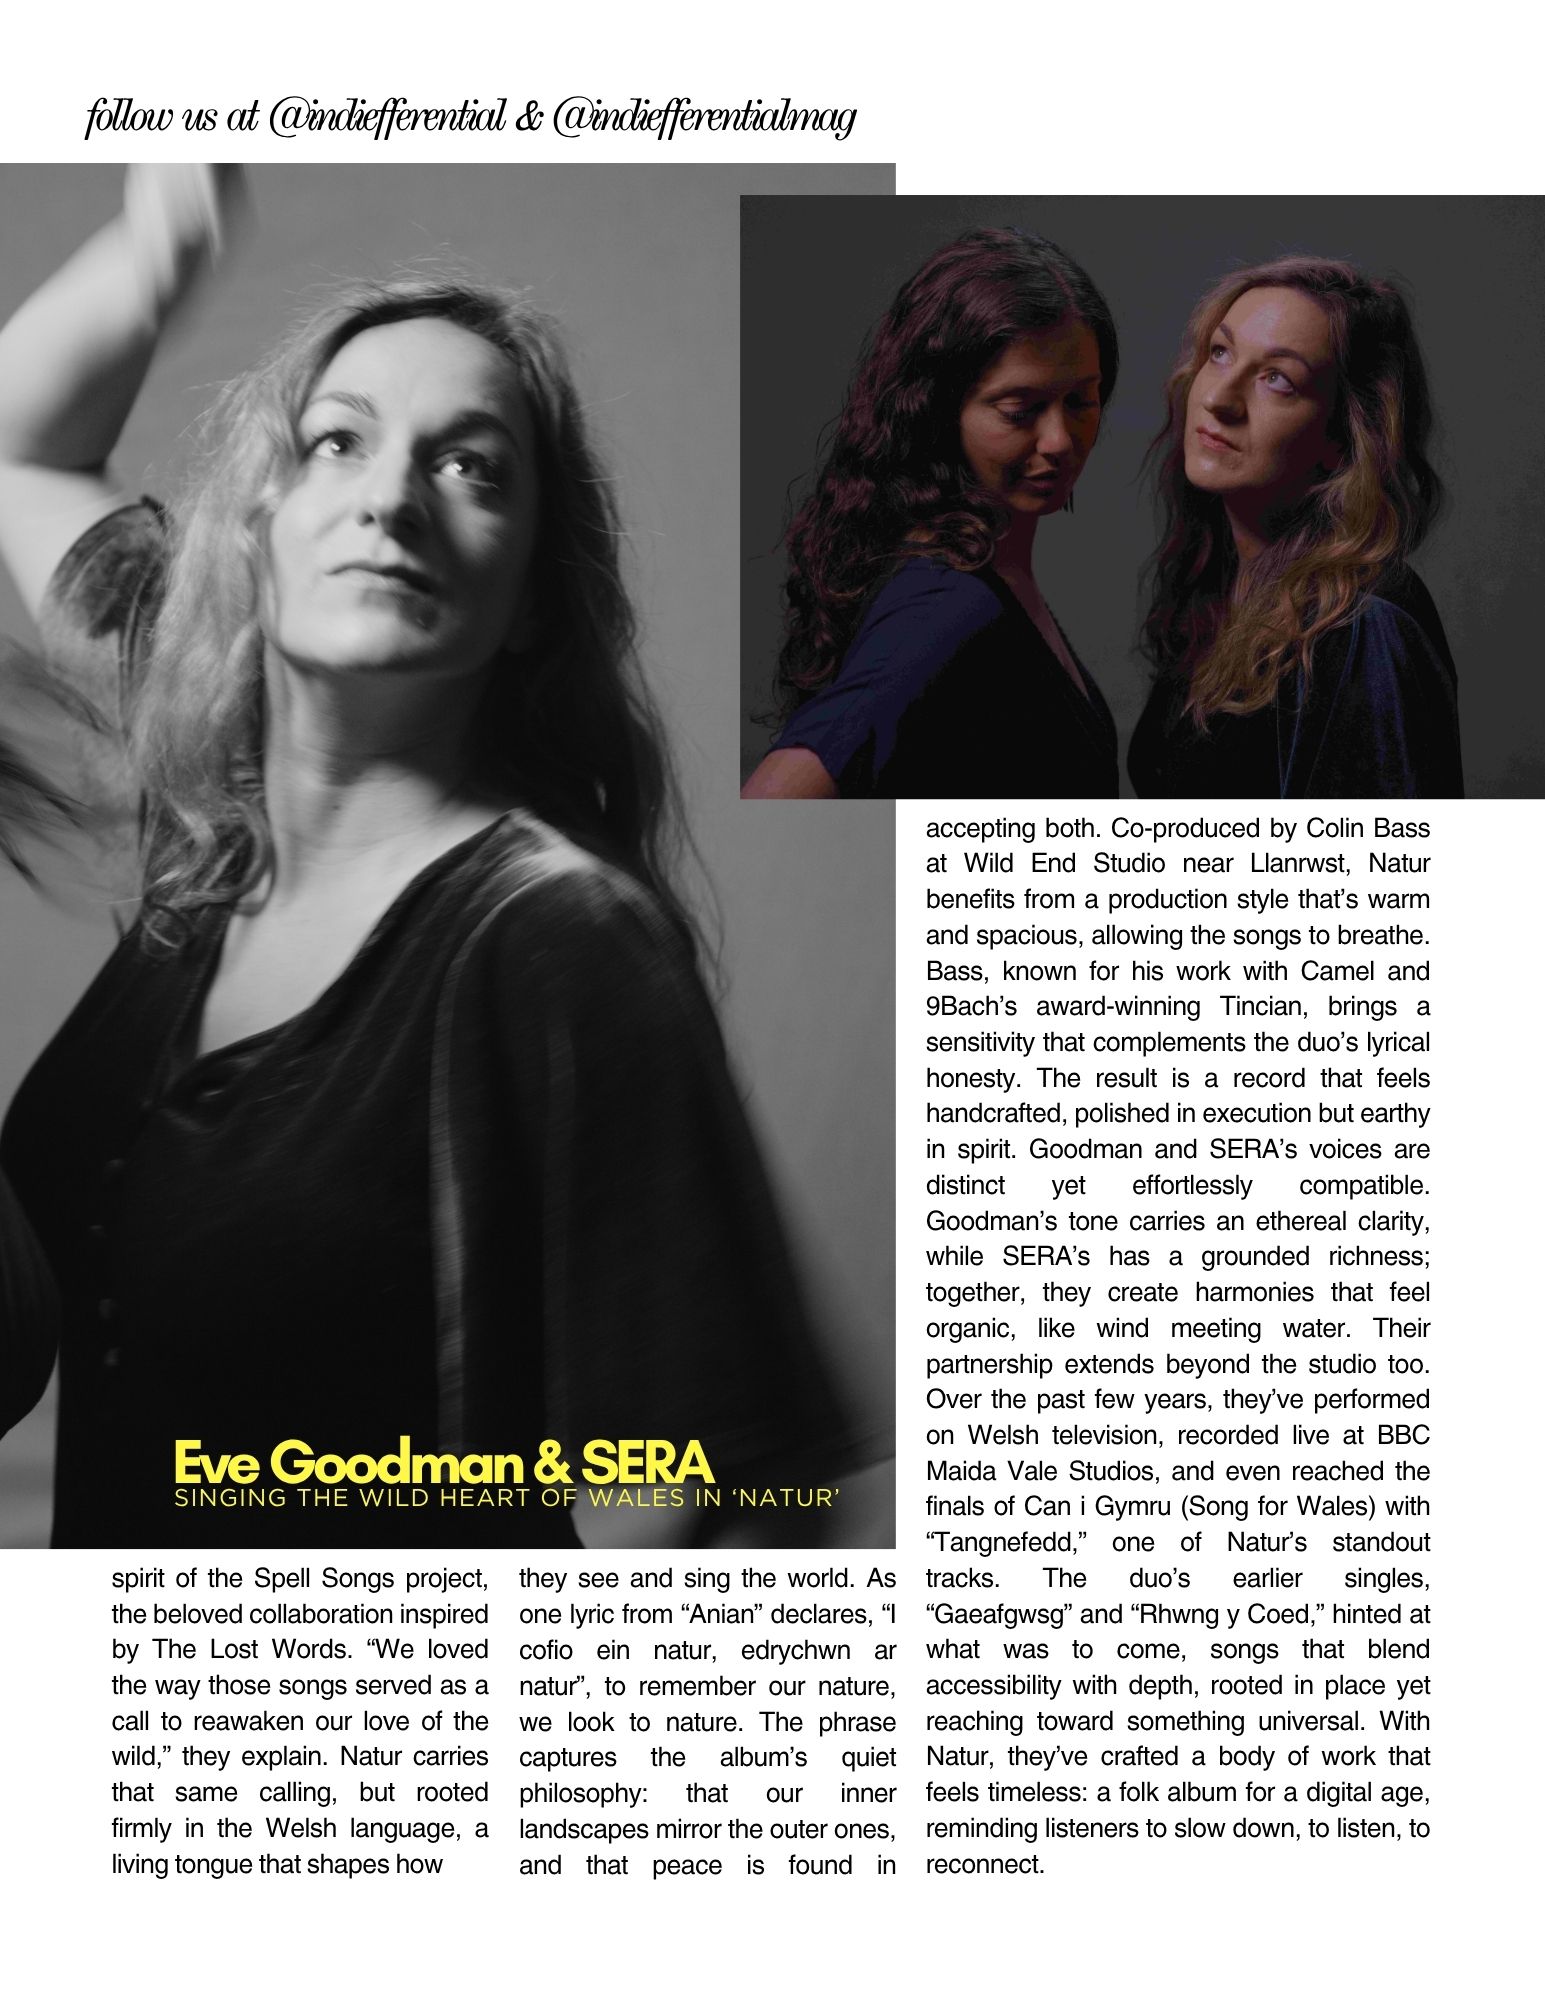 follow us at @indiefferential & @indiefferentialmag
Eve Goodman & SERA
SINGING THE WILD HEART OF WALES IN ‘NATUR’
spirit of the Spell Songs project,
the beloved collaboration inspired
by The Lost Words. “We loved
the way those songs served as a
call to reawaken our love of the
wild,” they explain. Natur carries
that same calling, but rooted
firmly in the Welsh language, a
living tongue that shapes how
they see and sing the world. As
one lyric from “Anian” declares, “I
cofio ein natur, edrychwn ar
natur”, to remember our nature,
we look to nature. The phrase
captures the album’s quiet
philosophy: that our inner
landscapes mirror the outer ones,
and that peace is found in
accepting both. Co-produced by Colin Bass
at Wild End Studio near Llanrwst, Natur
benefits from a production style that’s warm
and spacious, allowing the songs to breathe.
Bass, known for his work with Camel and
9Bach’s award-winning Tincian, brings a
sensitivity that complements the duo’s lyrical
honesty. The result is a record that feels
handcrafted, polished in execution but earthy
in spirit. Goodman and SERA’s voices are
distinct yet effortlessly compatible.
Goodman’s tone carries an ethereal clarity,
while SERA’s has a grounded richness;
together, they create harmonies that feel
organic, like wind meeting water. Their
partnership extends beyond the studio too.
Over the past few years, they’ve performed
on Welsh television, recorded live at BBC
Maida Vale Studios, and even reached the
finals of Can i Gymru (Song for Wales) with
“Tangnefedd,” one of Natur’s standout
tracks. The duo’s earlier singles,
“Gaeafgwsg” and “Rhwng y Coed,” hinted at
what was to come, songs that blend
accessibility with depth, rooted in place yet
reaching toward something universal. With
Natur, they’ve crafted a body of work that
feels timeless: a folk album for a digital age,
reminding listeners to slow down, to listen, to
reconnect.